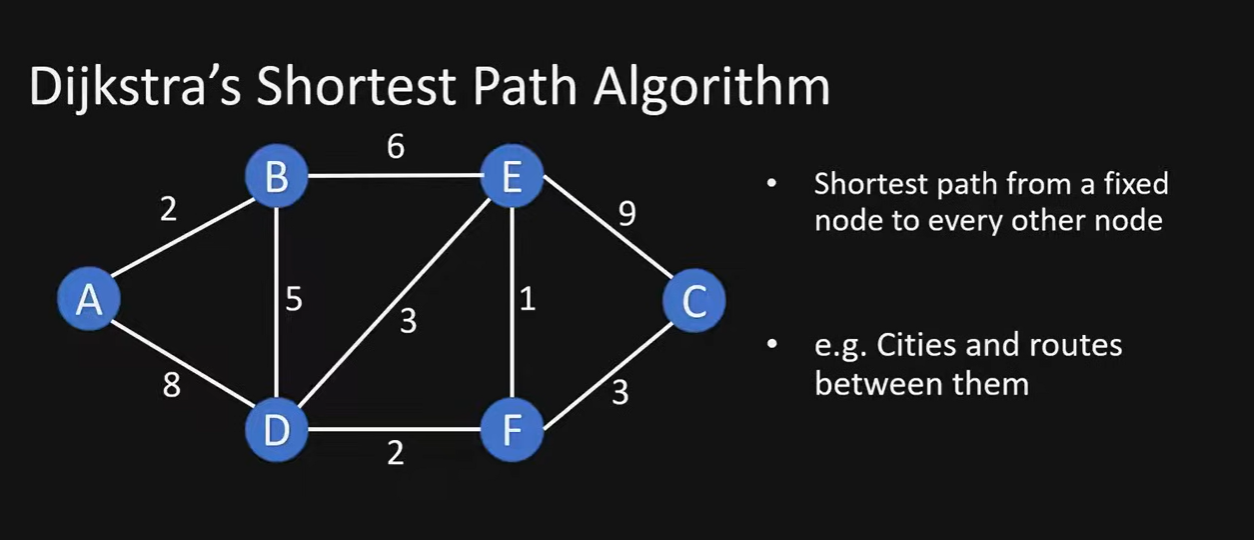 Dijkstra’s Shortest Path Algorithm
6
B
E
2
9
A
5
3
1
C
8
3
D
F
2
• Shortest path from a fixed
node to every other node
• e.g. Cities and routes
between them